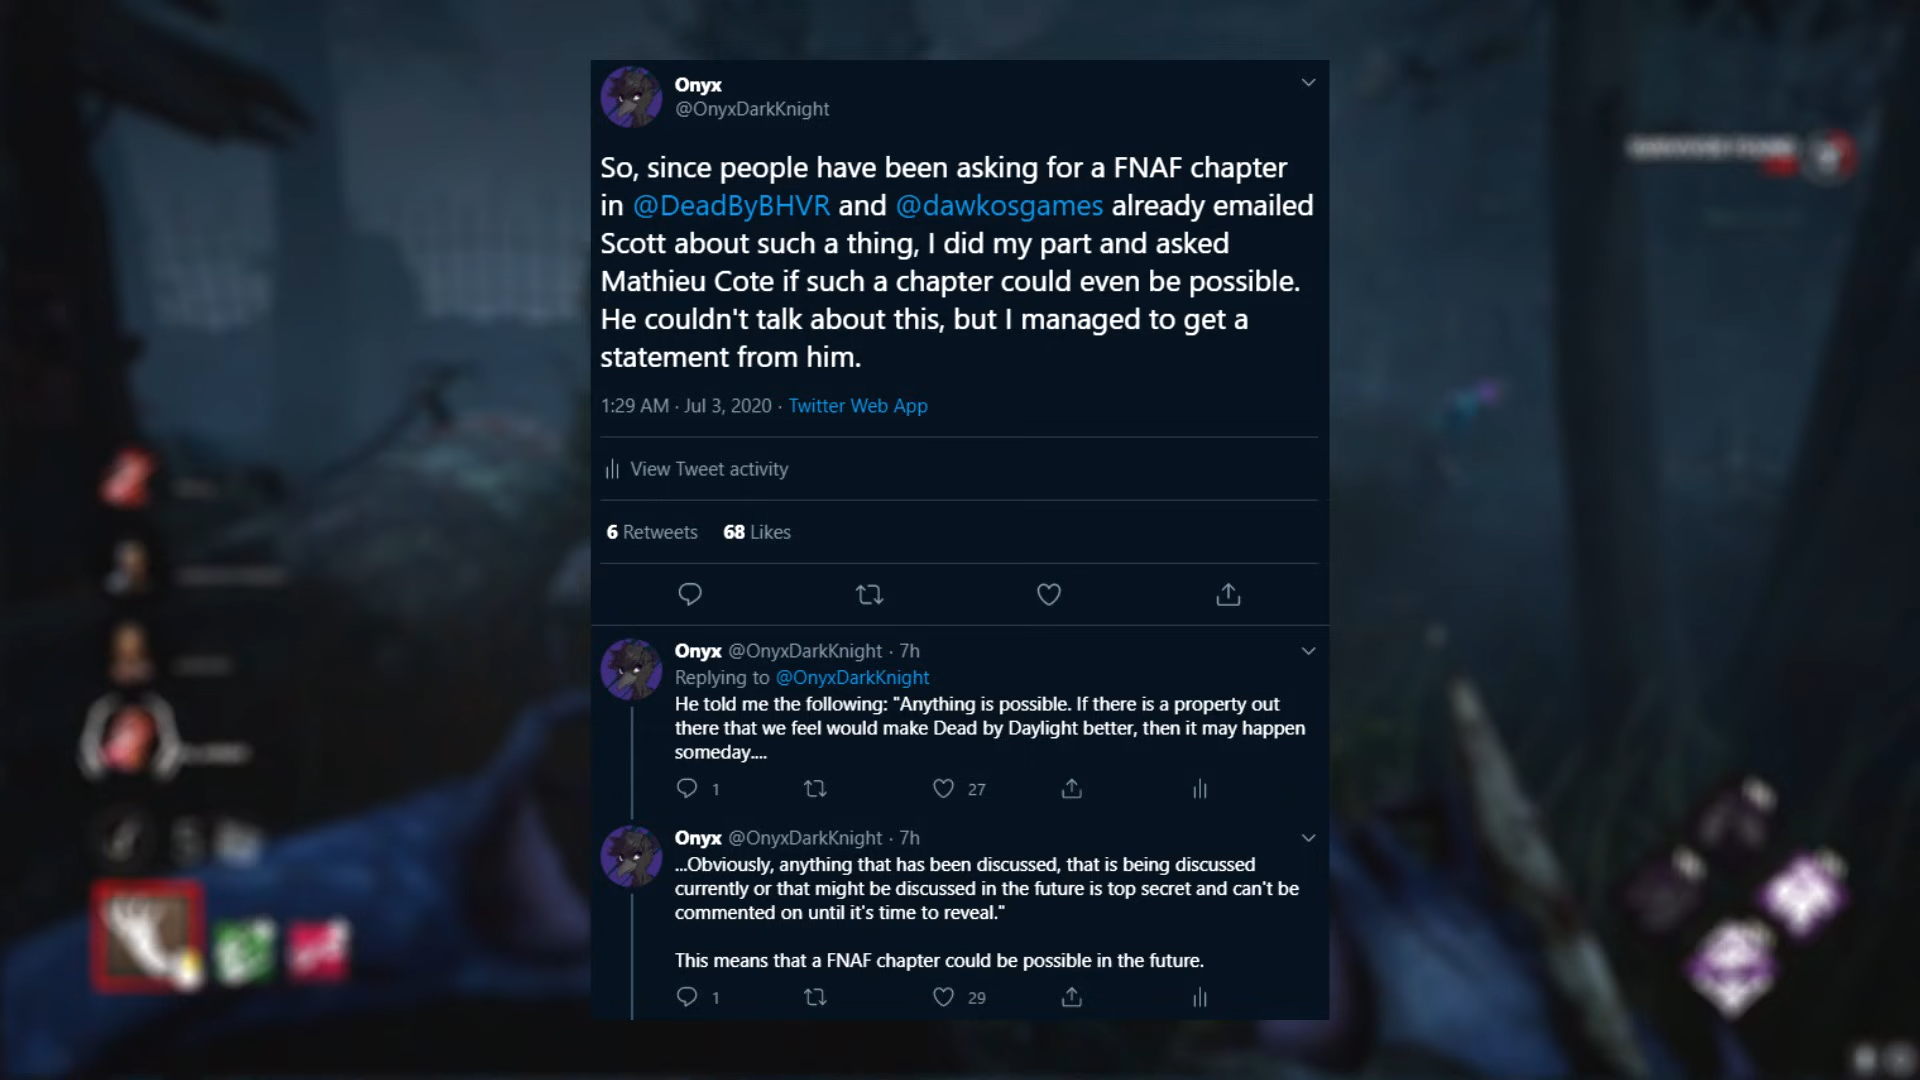 Onyx
@OnyxDarkKnight
So, since people have been asking for a FNAF chapter
in @DeadByBHVR and @dawkosgames already emailed
Scott about such a thing, I did my part and asked
Mathieu Cote if such a chapter could even be possible.
He couldn't talk about this, but I managed to get a
statement from him.
1:29 AM · Jul 3, 2020 · Twitter Web App
View Tweet activity
6 Retweets 68 Likes
Onyx @OnyxDarkKnight · 7h
Replying to @OnyxDarkKnight
He told me the following: "Anything is possible. If there is a property out
there that we feel would make Dead by Daylight better, then it may happen
someday....
1 27
Onyx @OnyxDarkKnight · 7h
...Obviously, anything that has been discussed, that is being discussed
currently or that might be discussed in the future is top secret and can't be
commented on until it's time to reveal."
This means that a FNAF chapter could be possible in the future.
1 29